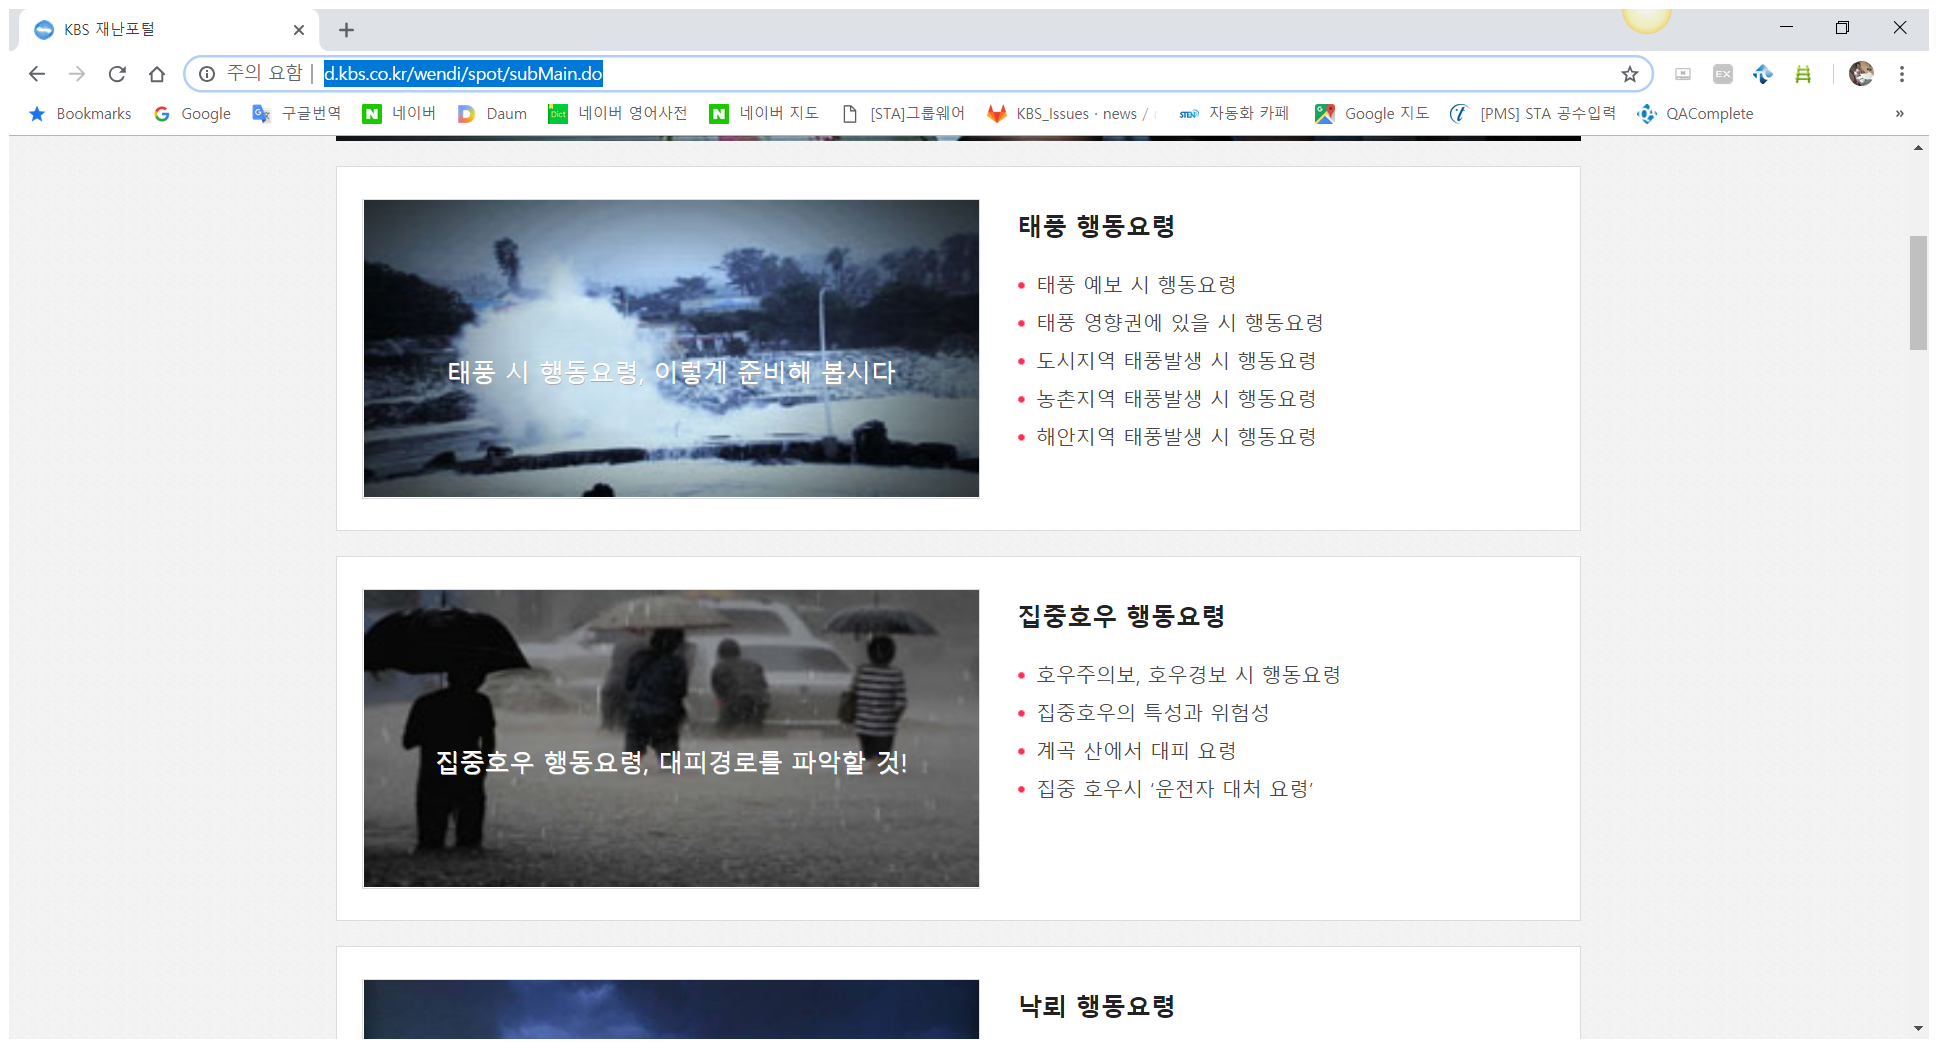 KBS 재난포털
주의 요함 | d.kbs.co.kr/wendi/spot/subMain.do
EX
Bookmarks Google 구글번역 네이버 Daum 네이버 영어사전 네이버 지도 [STA]그룹웨어 KBS_Issues · news / 자동화 카페 Google 지도 [PMS] STA 공수입력 QAComplete »
태풍 시 행동요령, 이렇게 준비해 봅시다
태풍 행동요령
태풍 예보 시 행동요령
태풍 영향권에 있을 시 행동요령
도시지역 태풍발생 시 행동요령
농촌지역 태풍발생 시 행동요령
해안지역 태풍발생 시 행동요령
집중호우 행동요령, 대피경로를 파악할 것!
집중호우 행동요령
호우주의보, 호우경보 시 행동요령
집중호우의 특성과 위험성
계곡 산에서 대피 요령
집중 호우시 ‘운전자 대처 요령’
낙뢰 행동요령